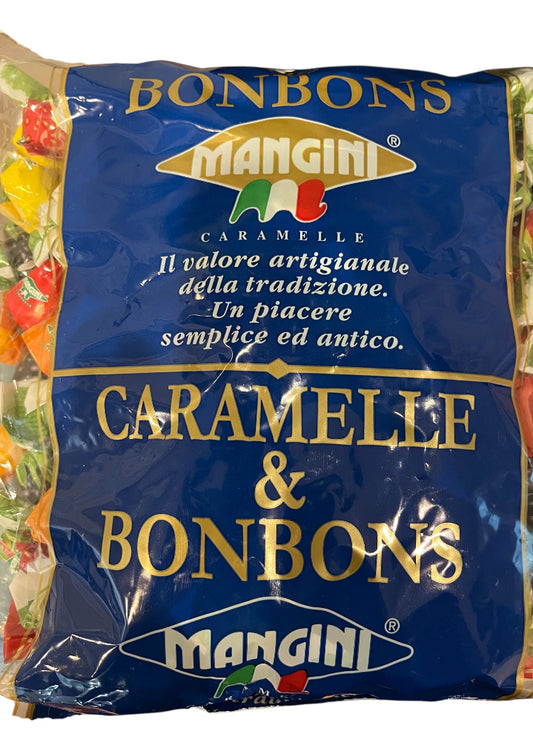 BONBONS
MANGINI®
CARAMELLE
Il valore artigianale
della tradizione.
Un piacere
semplice ed antico.
CARAMELLE
&
BONBONS
MANGINI®